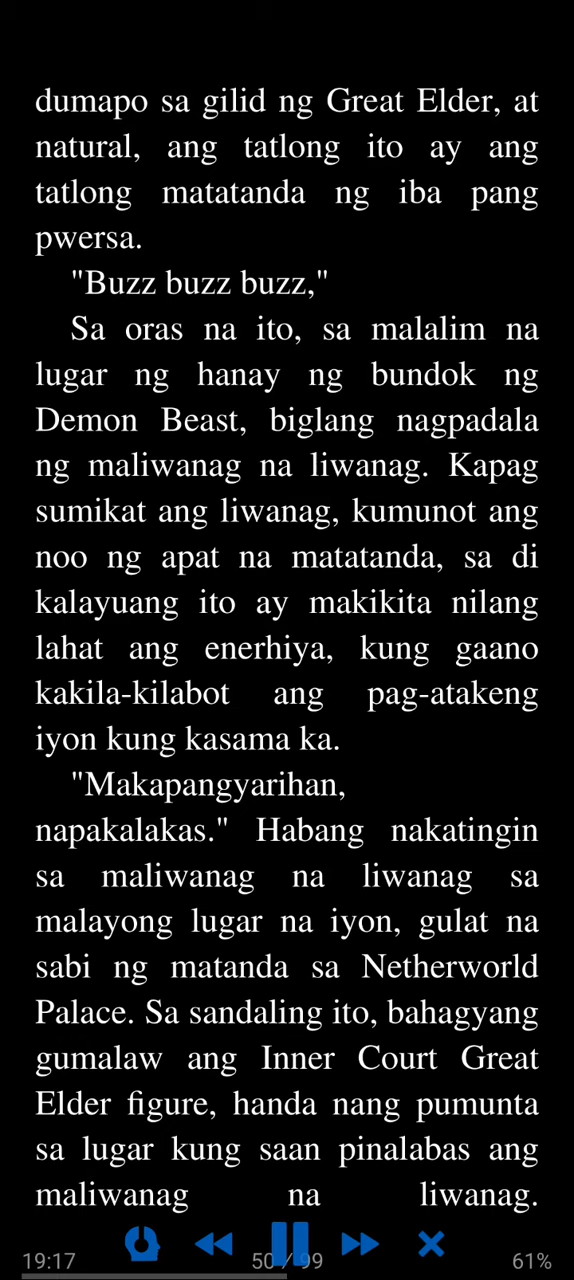 dumapo sa gilid ng Great Elder, at
natural, ang tatlong ito ay ang
tatlong matatanda ng iba pang
pwersa.
"Buzz buzz buzz,"
Sa oras na ito, sa malalim na
lugar ng hanay ng bundok ng
Demon Beast, biglang nagpadala
ng maliwanag na liwanag. Kapag
sumikat ang liwanag, kumunot ang
noo ng apat na matatanda, sa di
kalayuang ito ay makikita nilang
lahat ang enerhiya, kung gaano
kakila-kilabot ang pag-atakeng
iyon kung kasama ka.
"Makapangyarihan,
napakalakas." Habang nakatingin
sa maliwanag na liwanag sa
malayong lugar na iyon, gulat na
sabi ng matanda sa Netherworld
Palace. Sa sandaling ito, bahagyang
gumalaw ang Inner Court Great
Elder figure, handa nang pumunta
sa lugar kung saan pinalabas ang
maliwanag na liwanag.
19:17 50 / 99 61%